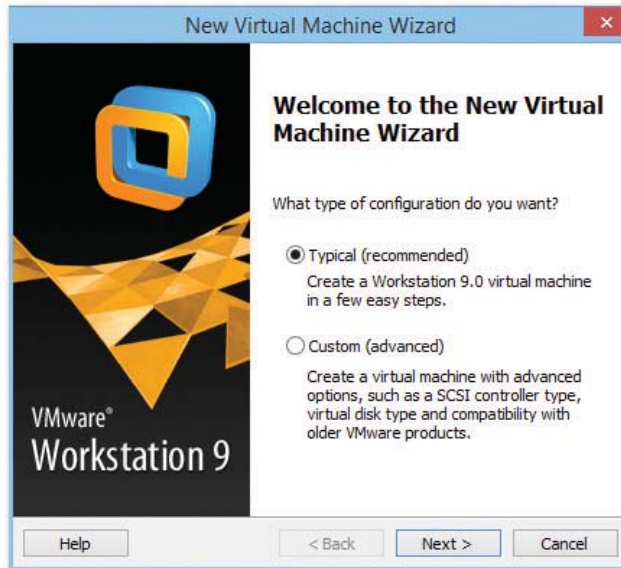 New Virtual Machine Wizard
Welcome to the New Virtual
Machine Wizard
What type of configuration do you want?
Typical (recommended)
Create a Workstation 9.0 virtual machine
in a few easy steps.
Custom (advanced)
Create a virtual machine with advanced
options, such as a SCSI controller type,
virtual disk type and compatibility with
older VMware products.
VMware®
Workstation 9
Help
< Back
Next >
Cancel